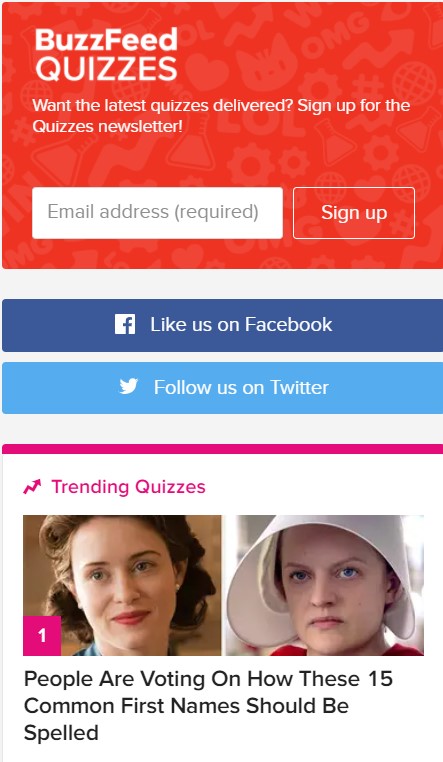 BuzzFeed
QUIZZES
Want the latest quizzes delivered? Sign up for the
Quizzes newsletter!
Email address (required)
Sign up
Like us on Facebook
Follow us on Twitter
Trending Quizzes
1
People Are Voting On How These 15
Common First Names Should Be
Spelled